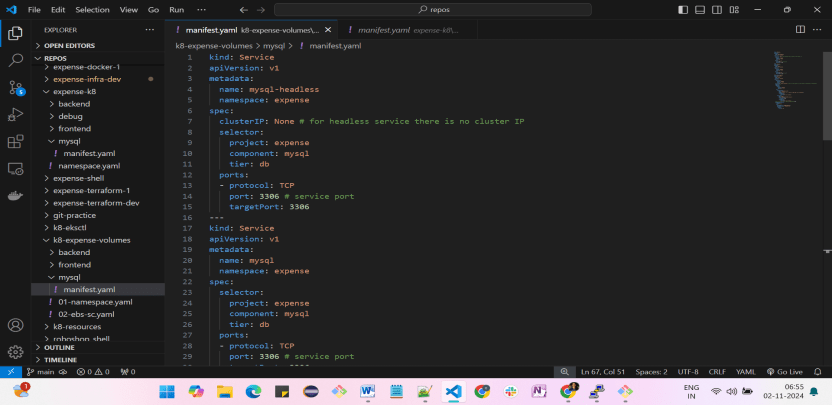 File Edit Selection View Go Run ···
repos
EXPLORER ···
OPEN EDITORS
REPOS
expense-docker-1
expense-infra-dev
expense-k8
backend
debug
frontend
mysql
! manifest.yaml
! namespace.yaml
expense-shell
expense-terraform-1
expense-terraform-dev
git-practice
k8-eksctl
k8-expense-volumes
backend
frontend
mysql
! manifest.yaml
! 01-namespace.yaml
! 02-ebs-sc.yaml
k8-resources
roboshop_shell
OUTLINE
TIMELINE
! manifest.yaml k8-expense-volumes\... ×
! manifest.yaml expense-k8\...
k8-expense-volumes > mysql > ! manifest.yaml
1 kind: Service
2 apiVersion: v1
3 metadata:
4 name: mysql-headless
5 namespace: expense
6 spec:
7 clusterIP: None # for headless service there is no cluster IP
8 selector:
9 project: expense
10 component: mysql
11 tier: db
12 ports:
13 - protocol: TCP
14 port: 3306 # service port
15 targetPort: 3306
16 ---
17 kind: Service
18 apiVersion: v1
19 metadata:
20 name: mysql
21 namespace: expense
22 spec:
23 selector:
24 project: expense
25 component: mysql
26 tier: db
27 ports:
28 - protocol: TCP
29 port: 3306 # service port
main 0 0 0 Ln 67, Col 51 Spaces: 2 UTF-8 CRLF YAML Go Live
ENG
IN
06:55
02-11-2024